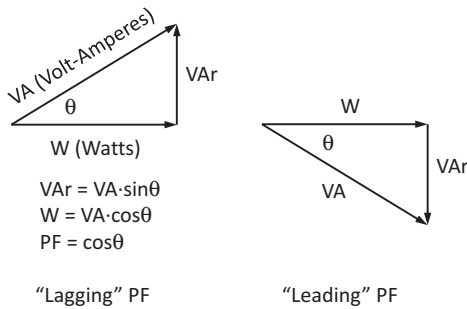 VA (Volt-Amperes)
VAr
θ
W (Watts)
VAr = VA·sinθ
W = VA·cosθ
PF = cosθ
“Lagging” PF
W
θ
VAr
VA
“Leading” PF